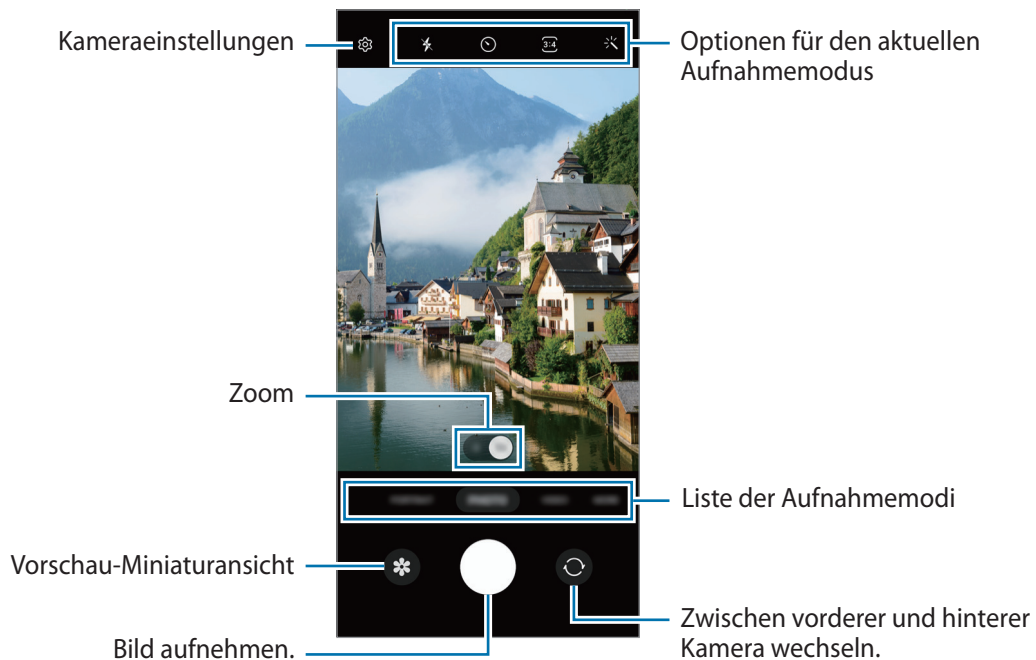 Kameraeinstellungen
3:4
Optionen für den aktuellen
Aufnahmemodus
Zoom
Liste der Aufnahmemodi
Vorschau-Miniaturansicht
Bild aufnehmen.
Zwischen vorderer und hinterer
Kamera wechseln.